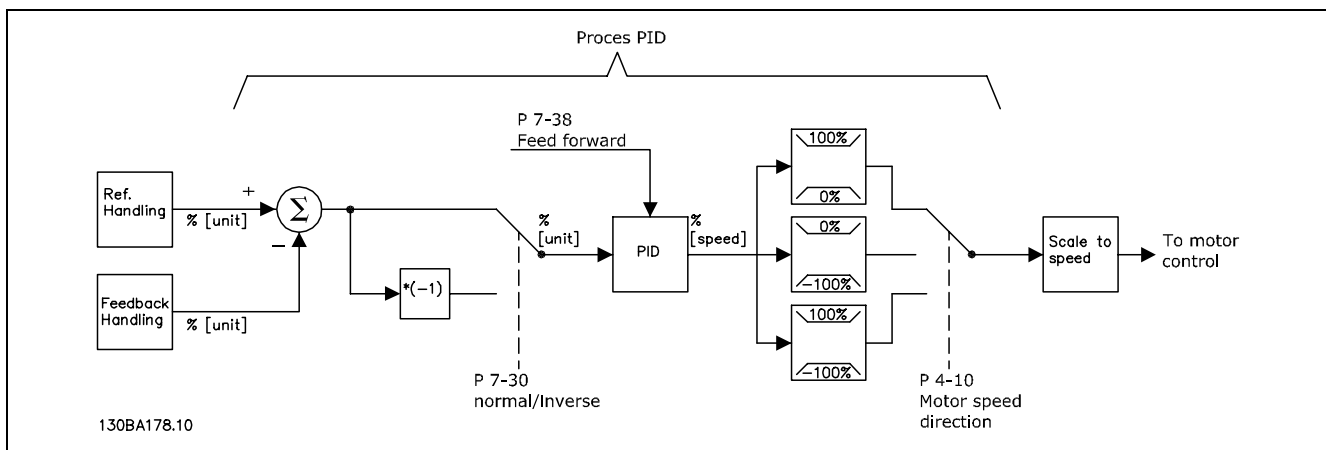 Proces PID
P 7-38
Feed forward
Ref.
Handling
+
% [unit]
Σ
−
Feedback
Handling
% [unit]
*(−1)
%
[unit]
PID
%
[speed]
100%
0%
0%
−100%
100%
−100%
Scale to
speed
To motor
control
P 7-30
normal/Inverse
P 4-10
Motor speed
direction
130BA178.10